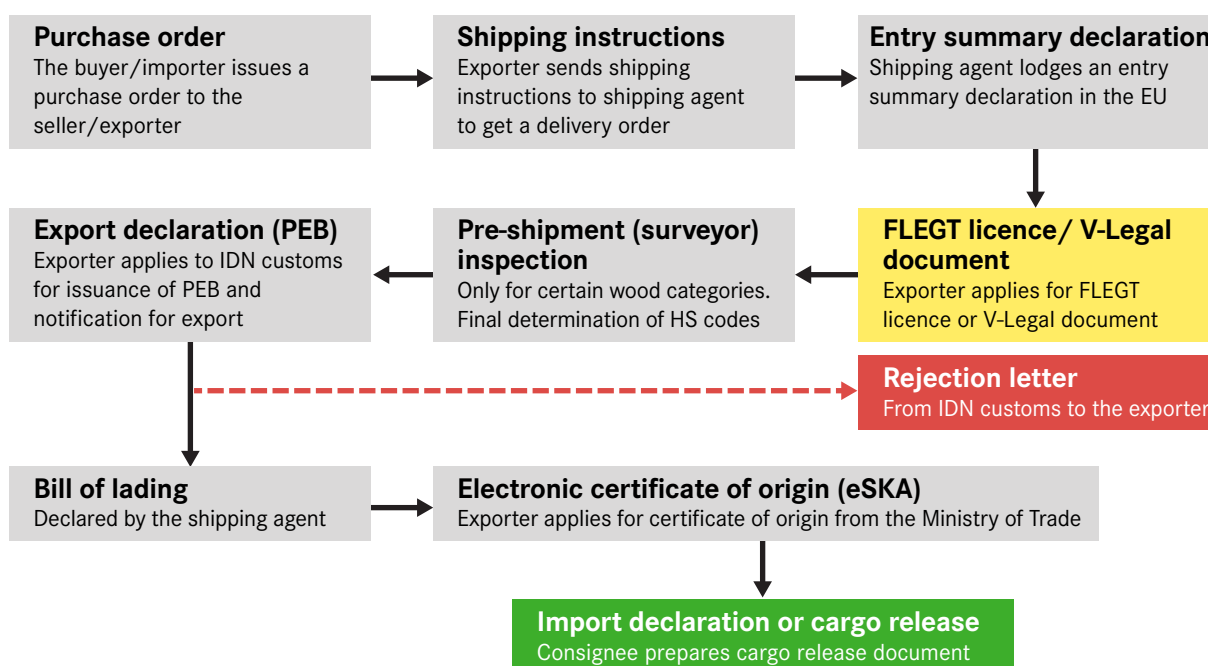 Purchase order
The buyer/importer issues a
purchase order to the
seller/exporter
Shipping instructions
Exporter sends shipping
instructions to shipping agent
to get a delivery order
Entry summary declaration
Shipping agent lodges an entry
summary declaration in the EU
FLEGT licence/ V-Legal
document
Exporter applies for FLEGT
licence or V-Legal document
Pre-shipment (surveyor)
inspection
Only for certain wood categories.
Final determination of HS codes
Export declaration (PEB)
Exporter applies to IDN customs
for issuance of PEB and
notification for export
Rejection letter
From IDN customs to the exporter
Bill of lading
Declared by the shipping agent
Electronic certificate of origin (eSKA)
Exporter applies for certificate of origin from the Ministry of Trade
Import declaration or cargo release
Consignee prepares cargo release document